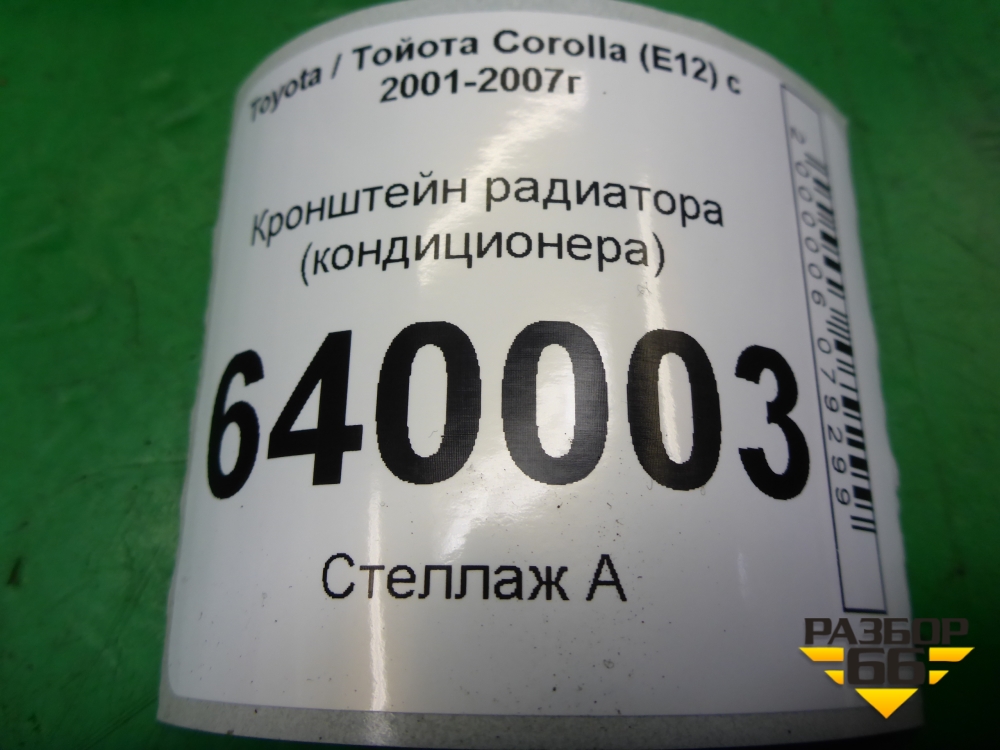 Toyota / Тойота Corolla (E12) с
2001-2007г
Кронштейн радиатора
(кондиционера)
640003
Стеллаж А
2000006079299
РАЗБОР
66